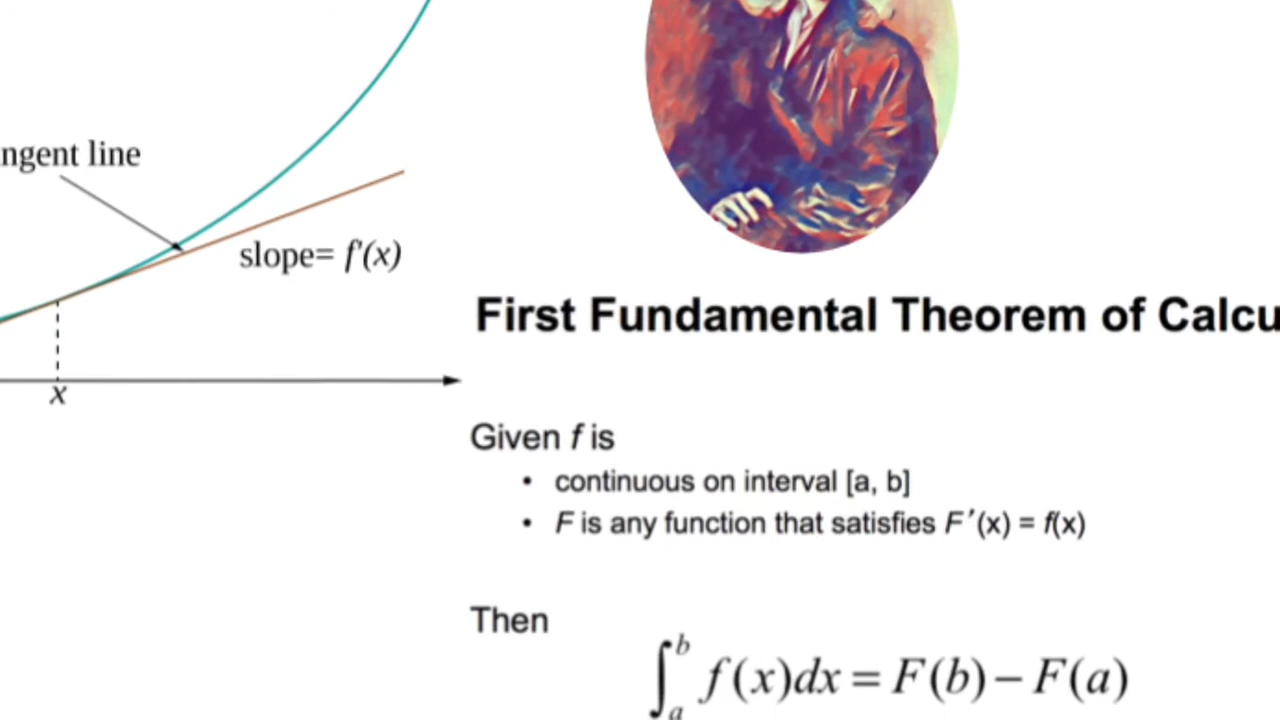 ngent line
slope= f'(x)
x
First Fundamental Theorem of Calcu
Given f is
• continuous on interval [a, b]
• F is any function that satisfies F′(x) = f(x)
Then
∫_a^b f(x)dx = F(b) − F(a)